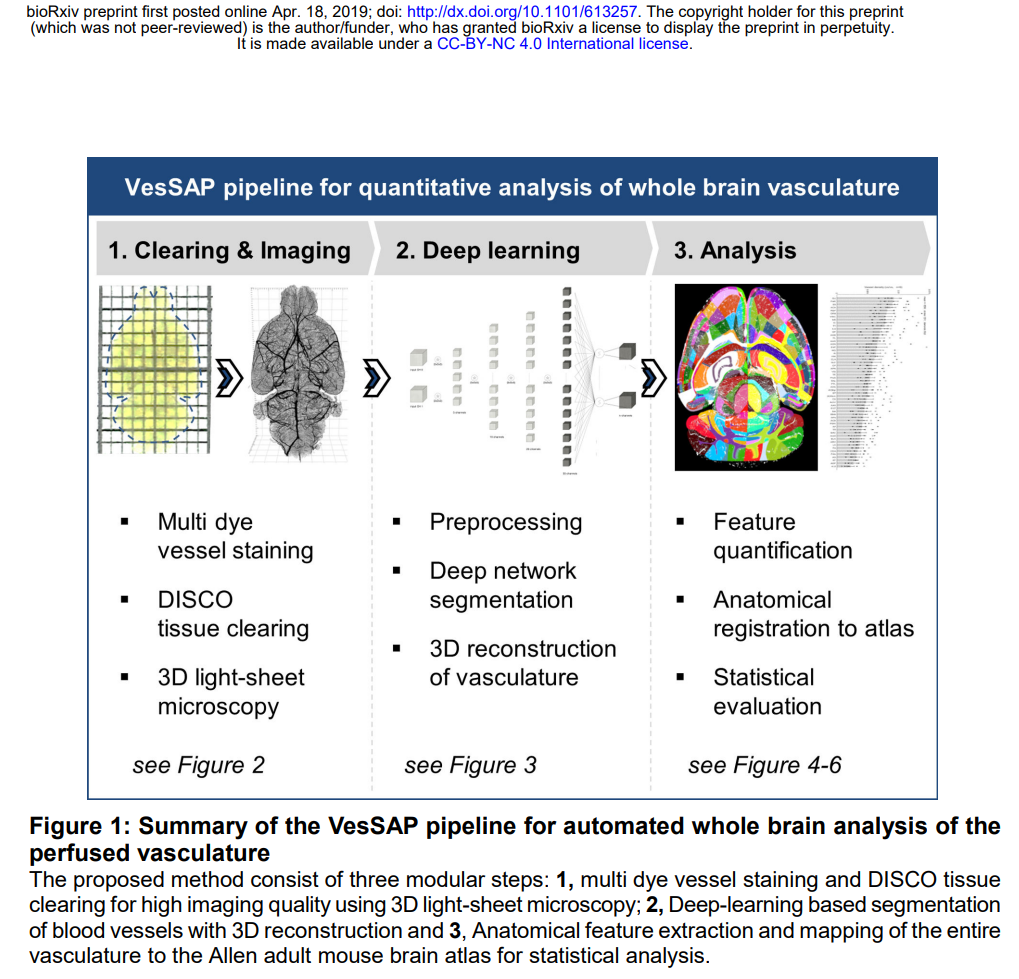 bioRxiv preprint first posted online Apr. 18, 2019; doi: http://dx.doi.org/10.1101/613257. The copyright holder for this preprint
(which was not peer-reviewed) is the author/funder, who has granted bioRxiv a license to display the preprint in perpetuity.
It is made available under a CC-BY-NC 4.0 International license.
VesSAP pipeline for quantitative analysis of whole brain vasculature
1. Clearing & Imaging
2. Deep learning
3. Analysis
▪ Multi dye
vessel staining
▪ DISCO
tissue clearing
▪ 3D light-sheet
microscopy
see Figure 2
▪ Preprocessing
▪ Deep network
segmentation
▪ 3D reconstruction
of vasculature
see Figure 3
▪ Feature
quantification
▪ Anatomical
registration to atlas
▪ Statistical
evaluation
see Figure 4-6
Figure 1: Summary of the VesSAP pipeline for automated whole brain analysis of the
perfused vasculature
The proposed method consist of three modular steps: 1, multi dye vessel staining and DISCO tissue
clearing for high imaging quality using 3D light-sheet microscopy; 2, Deep-learning based segmentation
of blood vessels with 3D reconstruction and 3, Anatomical feature extraction and mapping of the entire
vasculature to the Allen adult mouse brain atlas for statistical analysis.